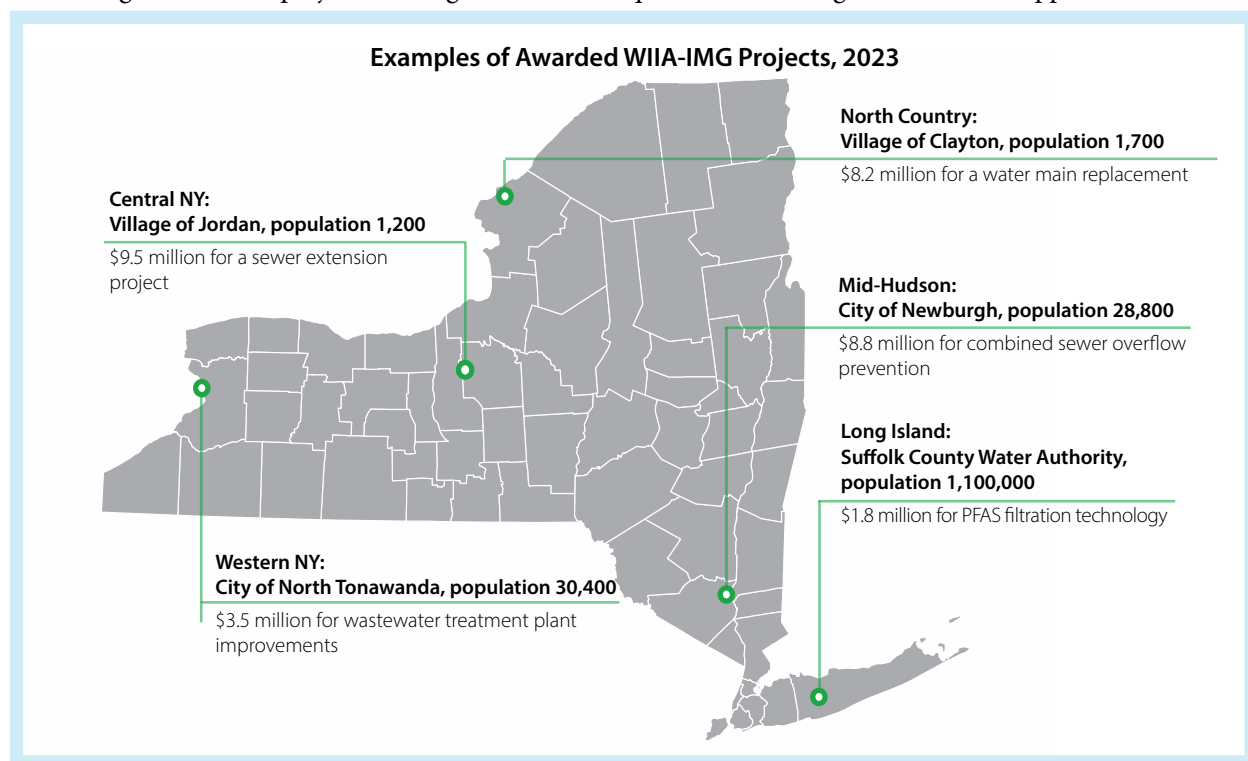 Examples of Awarded WIIA-IMG Projects, 2023
North Country:
Village of Clayton, population 1,700
$8.2 million for a water main replacement
Central NY:
Village of Jordan, population 1,200
$9.5 million for a sewer extension
project
Mid-Hudson:
City of Newburgh, population 28,800
$8.8 million for combined sewer overflow
prevention
Long Island:
Suffolk County Water Authority,
population 1,100,000
$1.8 million for PFAS filtration technology
Western NY:
City of North Tonawanda, population 30,400
$3.5 million for wastewater treatment plant
improvements